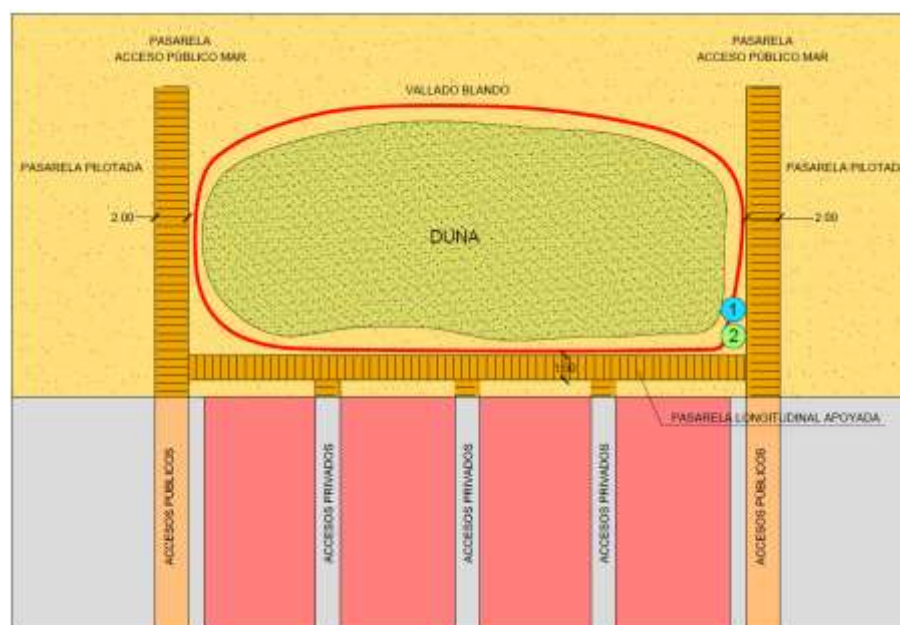 PASARELA
ACCESO PÚBLICO MAR
PASARELA
ACCESO PÚBLICO MAR
VALLADO BLANDO
PASARELA PILOTADA
PASARELA PILOTADA
2.00
2.00
DUNA
1
2
PASARELA LONGITUDINAL APOYADA
ACCESOS PÚBLICOS
ACCESOS PRIVADOS
ACCESOS PRIVADOS
ACCESOS PRIVADOS
ACCESOS PÚBLICOS